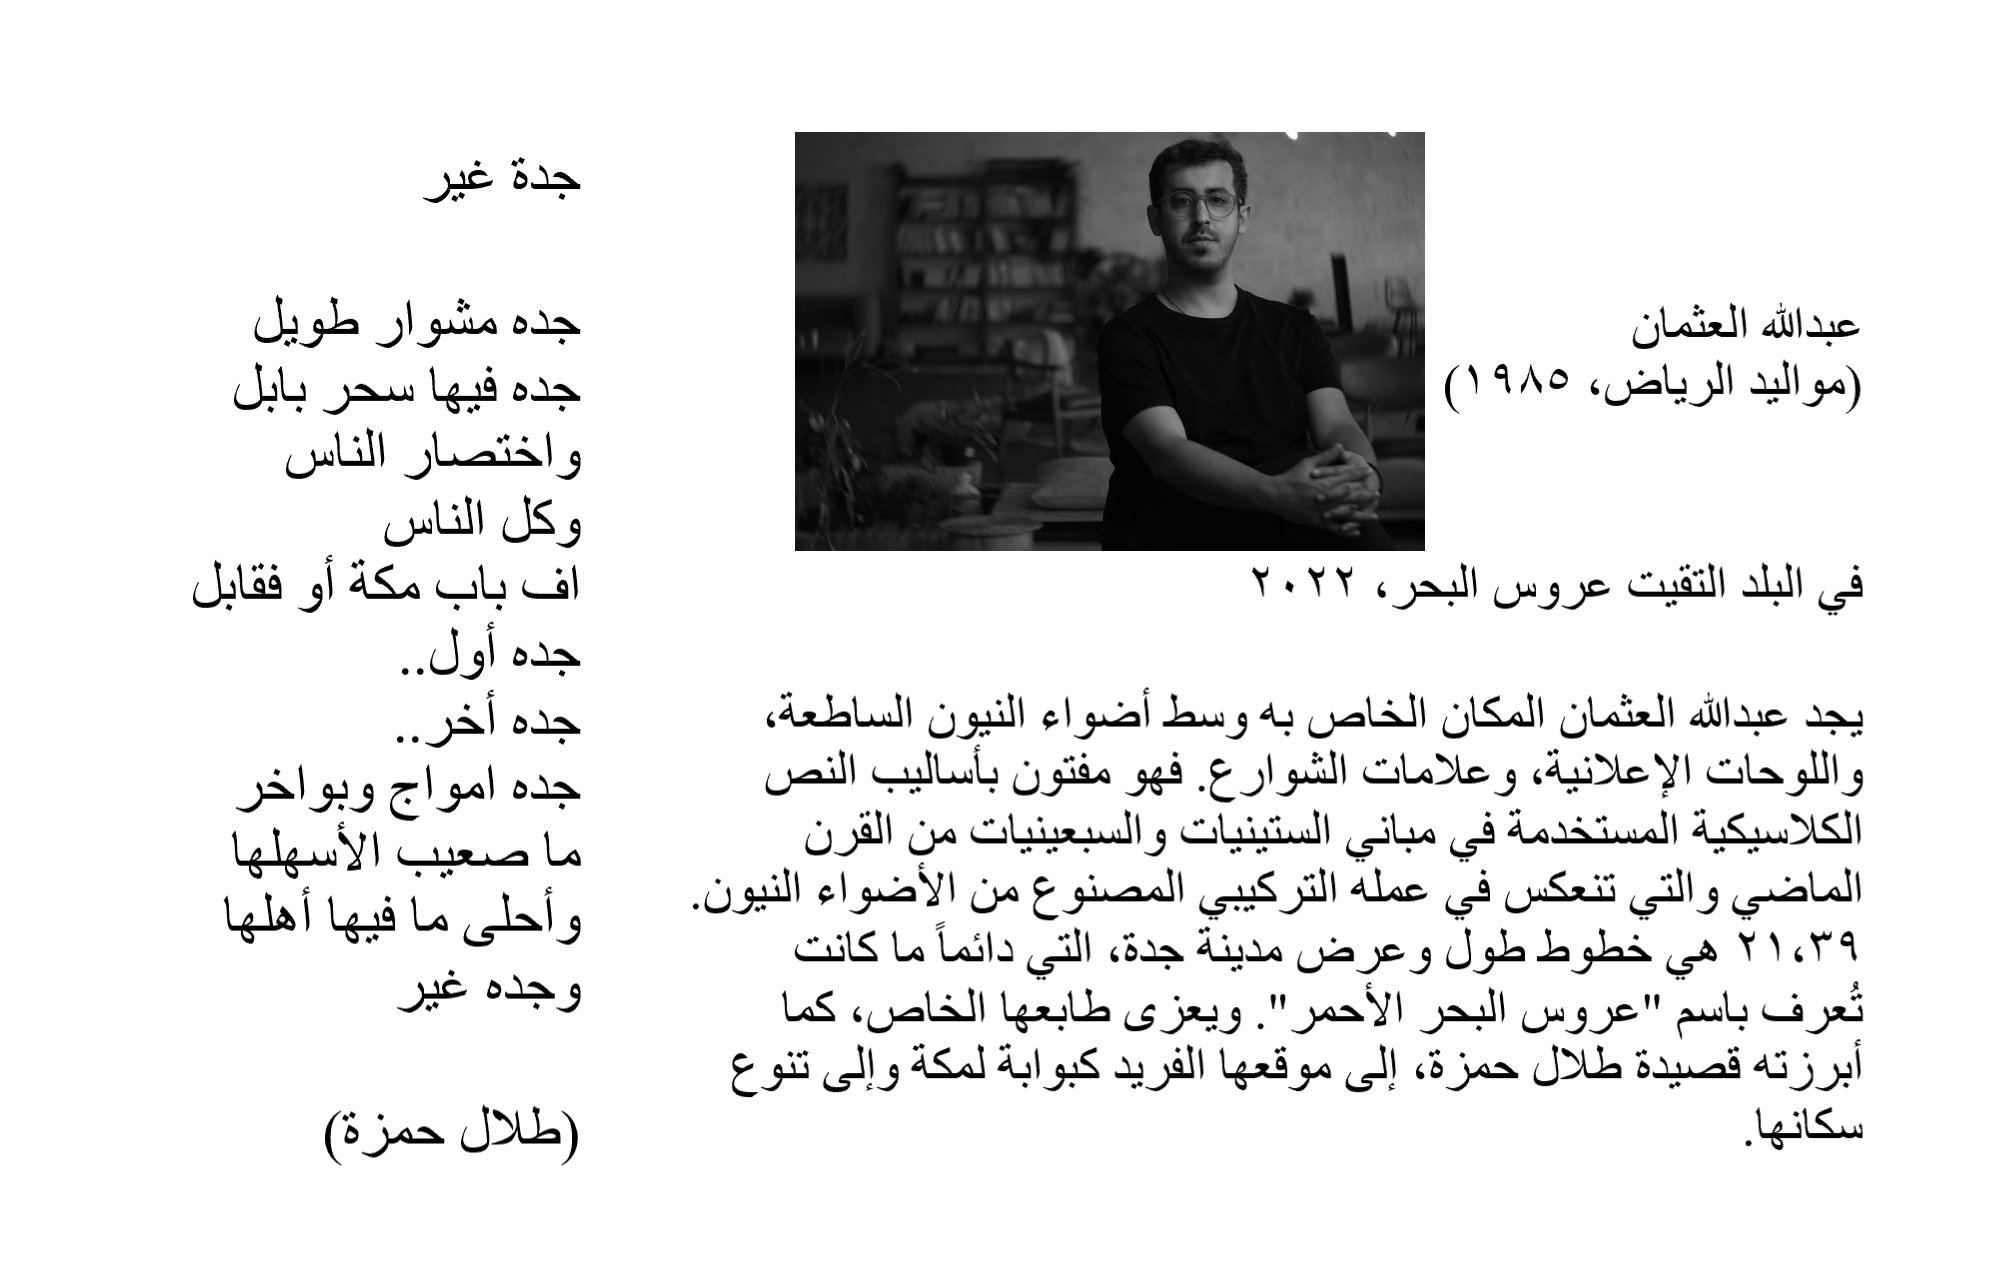 عبدالله العثمان
(مواليد الرياض، ١٩٨٥)
في البلد التقيت عروس البحر، ٢٠٢٢
يجد عبدالله العثمان المكان الخاص به وسط أضواء النيون الساطعة،
واللوحات الإعلانية، وعلامات الشوارع. فهو مفتون بأساليب النص
الكلاسيكية المستخدمة في مباني الستينيات والسبعينيات من القرن
الماضي والتي تنعكس في عمله التركيبي المصنوع من الأضواء النيون.
٢١،٣٩ هي خطوط طول وعرض مدينة جدة، التي دائماً ما كانت
تُعرف باسم "عروس البحر الأحمر". ويعزى طابعها الخاص، كما
أبرزته قصيدة طلال حمزة، إلى موقعها الفريد كبوابة لمكة وإلى تنوع
سكانها.
جدة غير
جده مشوار طويل
جده فيها سحر بابل
واختصار الناس
وكل الناس
اف باب مكة أو فقابل
جده أول..
جده أخر..
جده امواج وبواخر
ما صعيب الأسهلها
وأحلى ما فيها أهلها
وجده غير
(طلال حمزة)